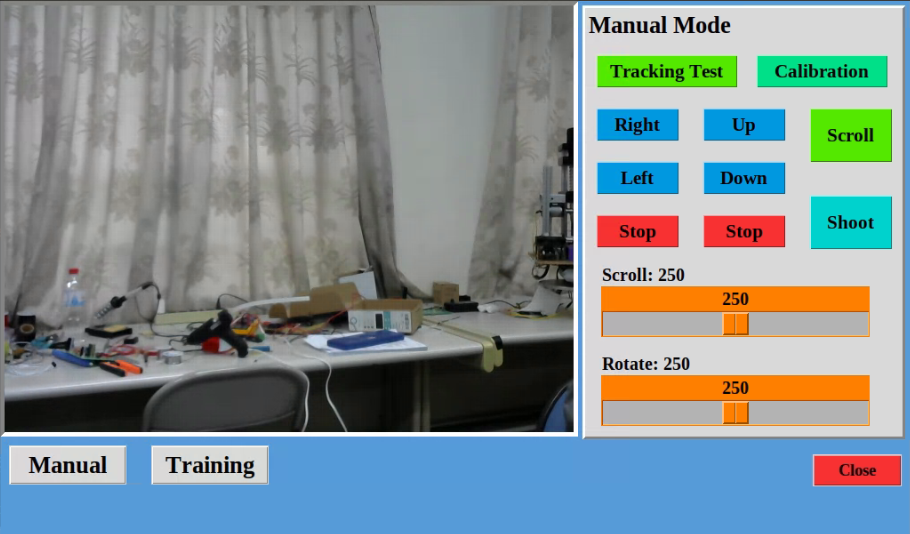 Manual Mode
Tracking Test
Calibration
Right
Up
Scroll
Left
Down
Shoot
Stop
Stop
Scroll: 250
250
Rotate: 250
250
Manual
Training
Close